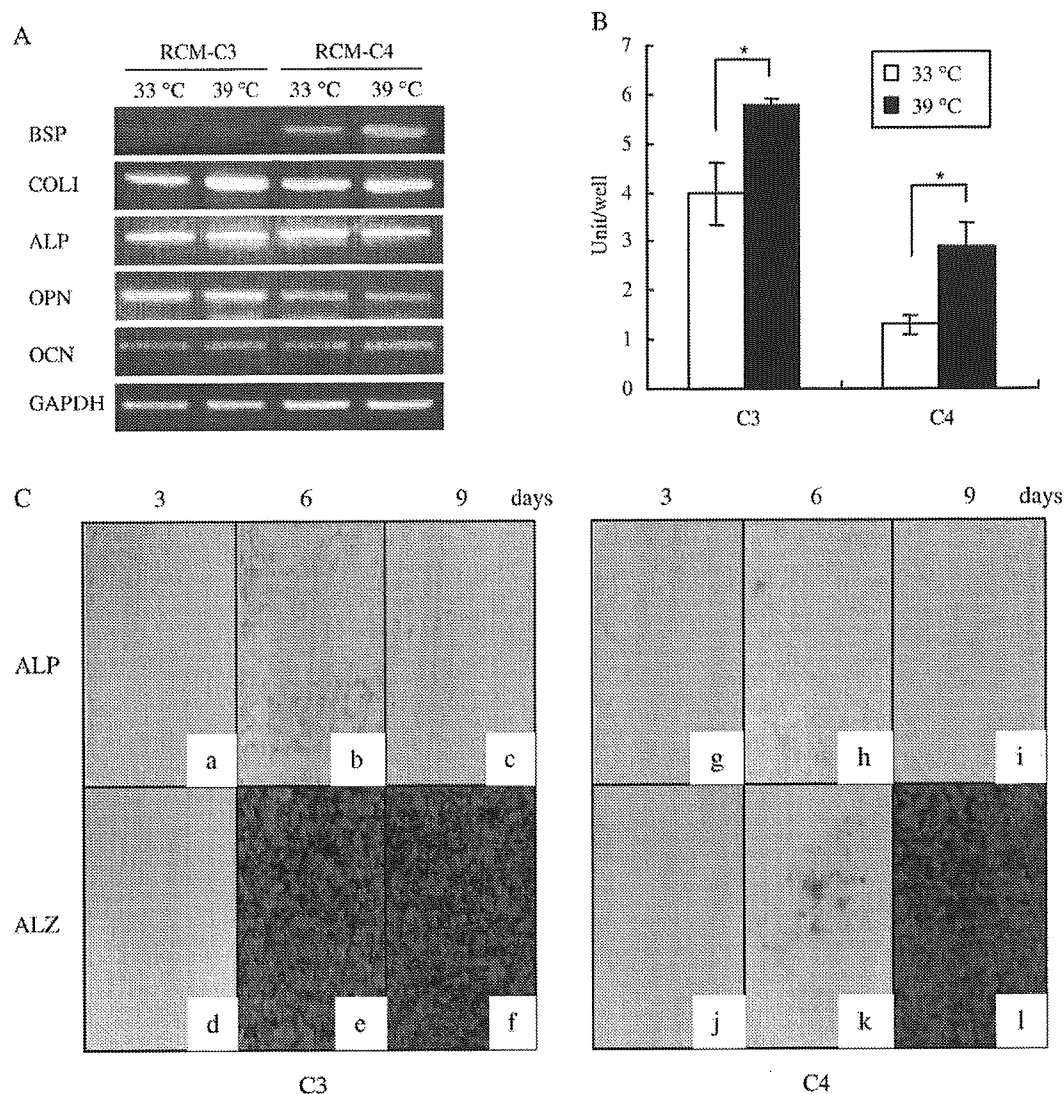 A
RCM-C3 RCM-C4
33 °C 39 °C 33 °C 39 °C
BSP
COLI
ALP
OPN
OCN
GAPDH
B
7
6
5
4
3
2
1
0
Unit/well
* *
33 °C
39 °C
C3 C4
C 3 6 9 days 3 6 9 days
ALP
a b c g h i
ALZ
d e f j k l
C3 C4